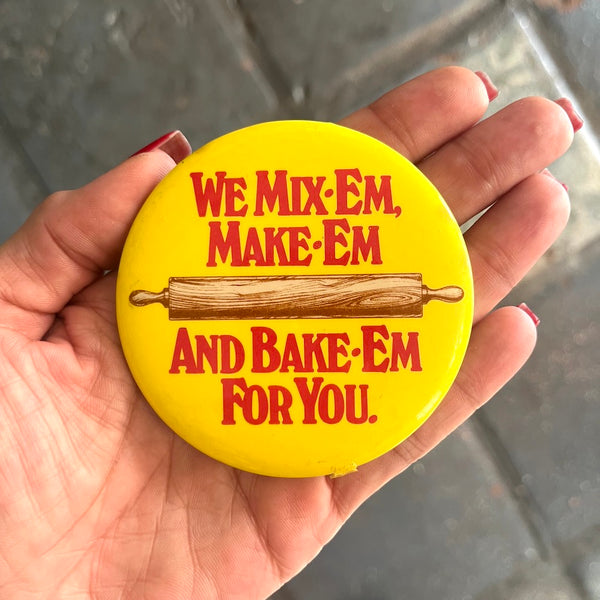 We Mix·Em,
Make·Em
And Bake·Em
For You.